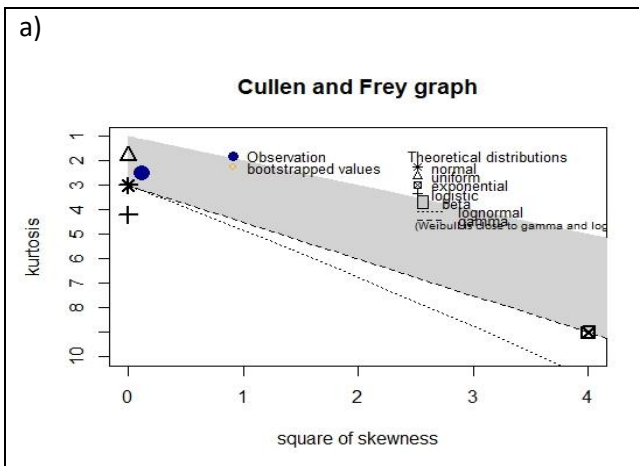 a)
Cullen and Frey graph
kurtosis
1
2
3
4
5
6
7
8
10
Observation
bootstrapped values
Theoretical distributions
normal
uniform
exponential
logistic
beta
lognormal
gamma
(Weibull is close to gamma and log
0 1 2 3 4
square of skewness